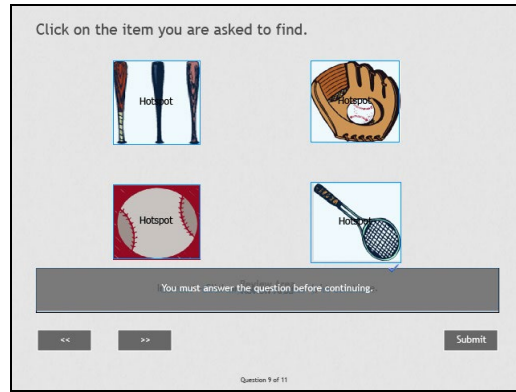 Click on the item you are asked to find.
Hotspot
Hotspot
Hotspot
Hotspot
You must answer the question before continuing.
<<
>>
Submit
Question 9 of 11